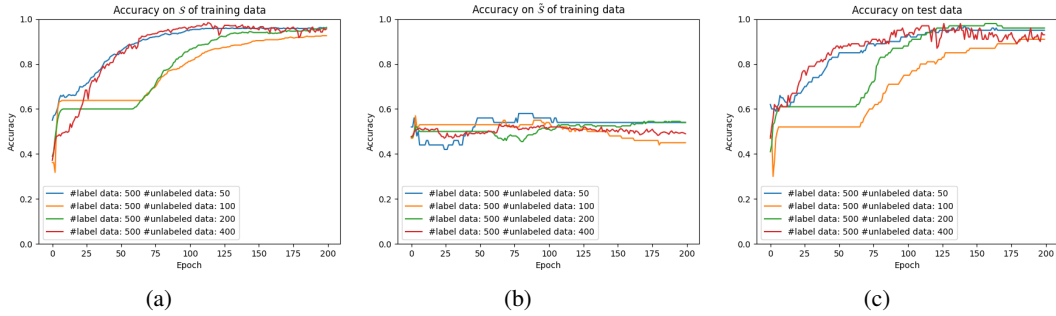 Accuracy on 𝒮 of training data
1.0
0.8
0.6
0.4
0.2
0.0
Accuracy
0 25 50 75 100 125 150 175 200
Epoch
#label data: 500 #unlabeled data: 50
#label data: 500 #unlabeled data: 100
#label data: 500 #unlabeled data: 200
#label data: 500 #unlabeled data: 400
(a)
Accuracy on 𝒮̃ of training data
1.0
0.8
0.6
0.4
0.2
0.0
Accuracy
0 25 50 75 100 125 150 175 200
Epoch
#label data: 500 #unlabeled data: 50
#label data: 500 #unlabeled data: 100
#label data: 500 #unlabeled data: 200
#label data: 500 #unlabeled data: 400
(b)
Accuracy on test data
1.0
0.8
0.6
0.4
0.2
0.0
Accuracy
0 25 50 75 100 125 150 175 200
Epoch
#label data: 500 #unlabeled data: 50
#label data: 500 #unlabeled data: 100
#label data: 500 #unlabeled data: 200
#label data: 500 #unlabeled data: 400
(c)